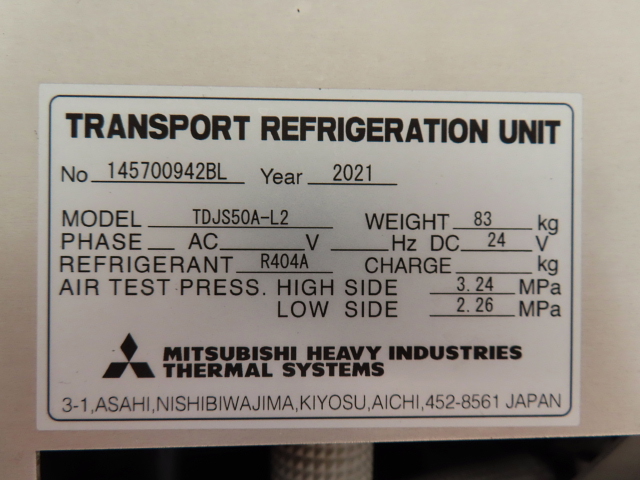 TRANSPORT REFRIGERATION UNIT
No 145700942BL Year 2021
MODEL TDJS50A-L2 WEIGHT 83 kg
PHASE AC V Hz DC 24 V
REFRIGERANT R404A CHARGE kg
AIR TEST PRESS. HIGH SIDE 3.24 MPa
LOW SIDE 2.26 MPa
MITSUBISHI HEAVY INDUSTRIES
THERMAL SYSTEMS
3-1,ASAHI,NISHIBIWAJIMA,KIYOSU,AICHI,452-8561 JAPAN